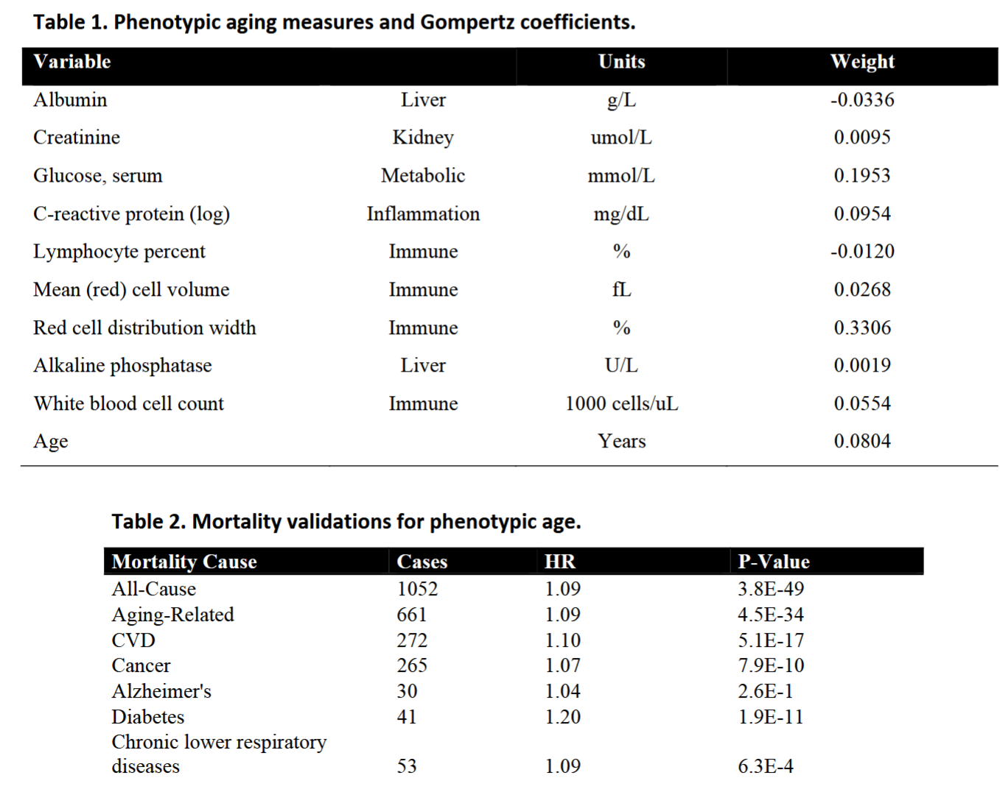 Table 1. Phenotypic aging measures and Gompertz coefficients.
Variable Units Weight
Albumin Liver g/L -0.0336
Creatinine Kidney umol/L 0.0095
Glucose, serum Metabolic mmol/L 0.1953
C-reactive protein (log) Inflammation mg/dL 0.0954
Lymphocyte percent Immune % -0.0120
Mean (red) cell volume Immune fL 0.0268
Red cell distribution width Immune % 0.3306
Alkaline phosphatase Liver U/L 0.0019
White blood cell count Immune 1000 cells/uL 0.0554
Age Years 0.0804
Table 2. Mortality validations for phenotypic age.
Mortality Cause Cases HR P-Value
All-Cause 1052 1.09 3.8E-49
Aging-Related 661 1.09 4.5E-34
CVD 272 1.10 5.1E-17
Cancer 265 1.07 7.9E-10
Alzheimer's 30 1.04 2.6E-1
Diabetes 41 1.20 1.9E-11
Chronic lower respiratory
diseases 53 1.09 6.3E-4